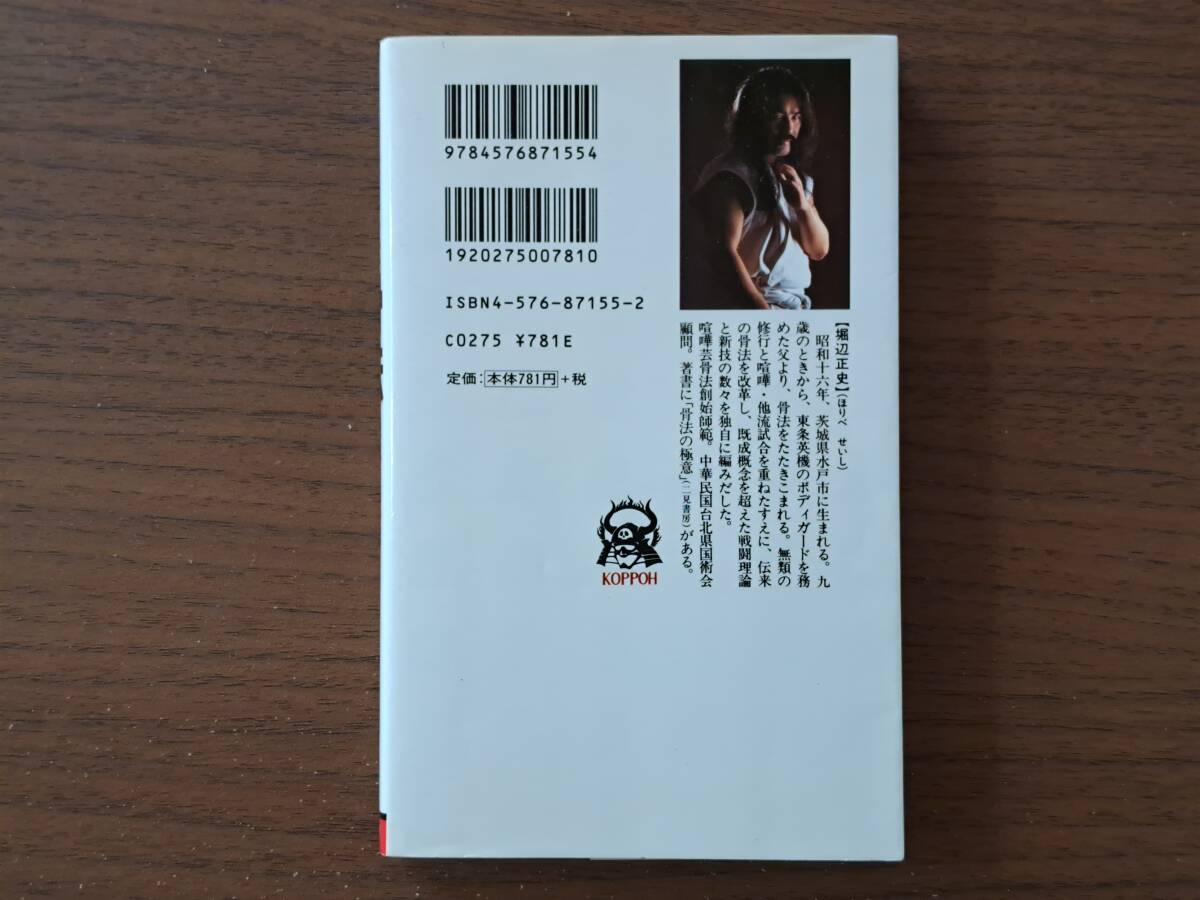 9784576871554
1920275007810
ISBN4-576-87155-2
C0275 ¥781E
定価：本体781円+税
【堀辺正史】（ほりべ せいし）
昭和十六年、茨城県水戸市に生まれる。九
歳のときから、東条英機のボディガードを務
めた父より、骨法をたたきこまれる。無類の
修行と喧嘩・他流試合を重ねたすえに、伝来
の骨法を改革し、既成概念を超えた戦闘理論
と新技の数々を独自に編みだした。
喧嘩芸骨法創始師範。中華民国台北県国術会
顧問。著書に「骨法の極意」（二見書房）がある。
KOPPOH